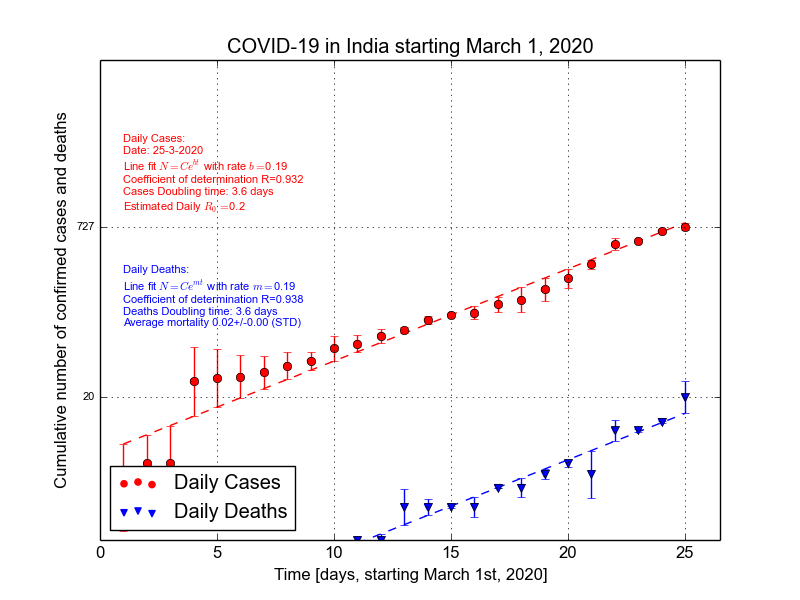 COVID-19 in India starting March 1, 2020
Cumulative number of confirmed cases and deaths
Daily Cases:
Date: 25-3-2020
Line fit N = Ce^{bt} with rate b =0.19
Coefficient of determination R=0.932
Cases Doubling time: 3.6 days
Estimated Daily R_0 =0.2
727
Daily Deaths:
Line fit N = Ce^{mt} with rate m =0.19
Coefficient of determination R=0.938
Deaths Doubling time: 3.6 days
Average mortality 0.02+/-0.00 (STD)
20
Daily Cases
Daily Deaths
0 5 10 15 20 25
Time [days, starting March 1st, 2020]